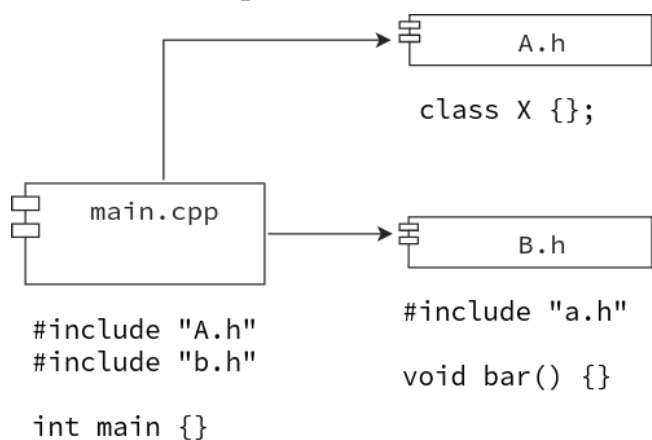 A.h
class X {};
main.cpp
B.h
#include "A.h"
#include "b.h"
int main {}
#include "a.h"
void bar() {}